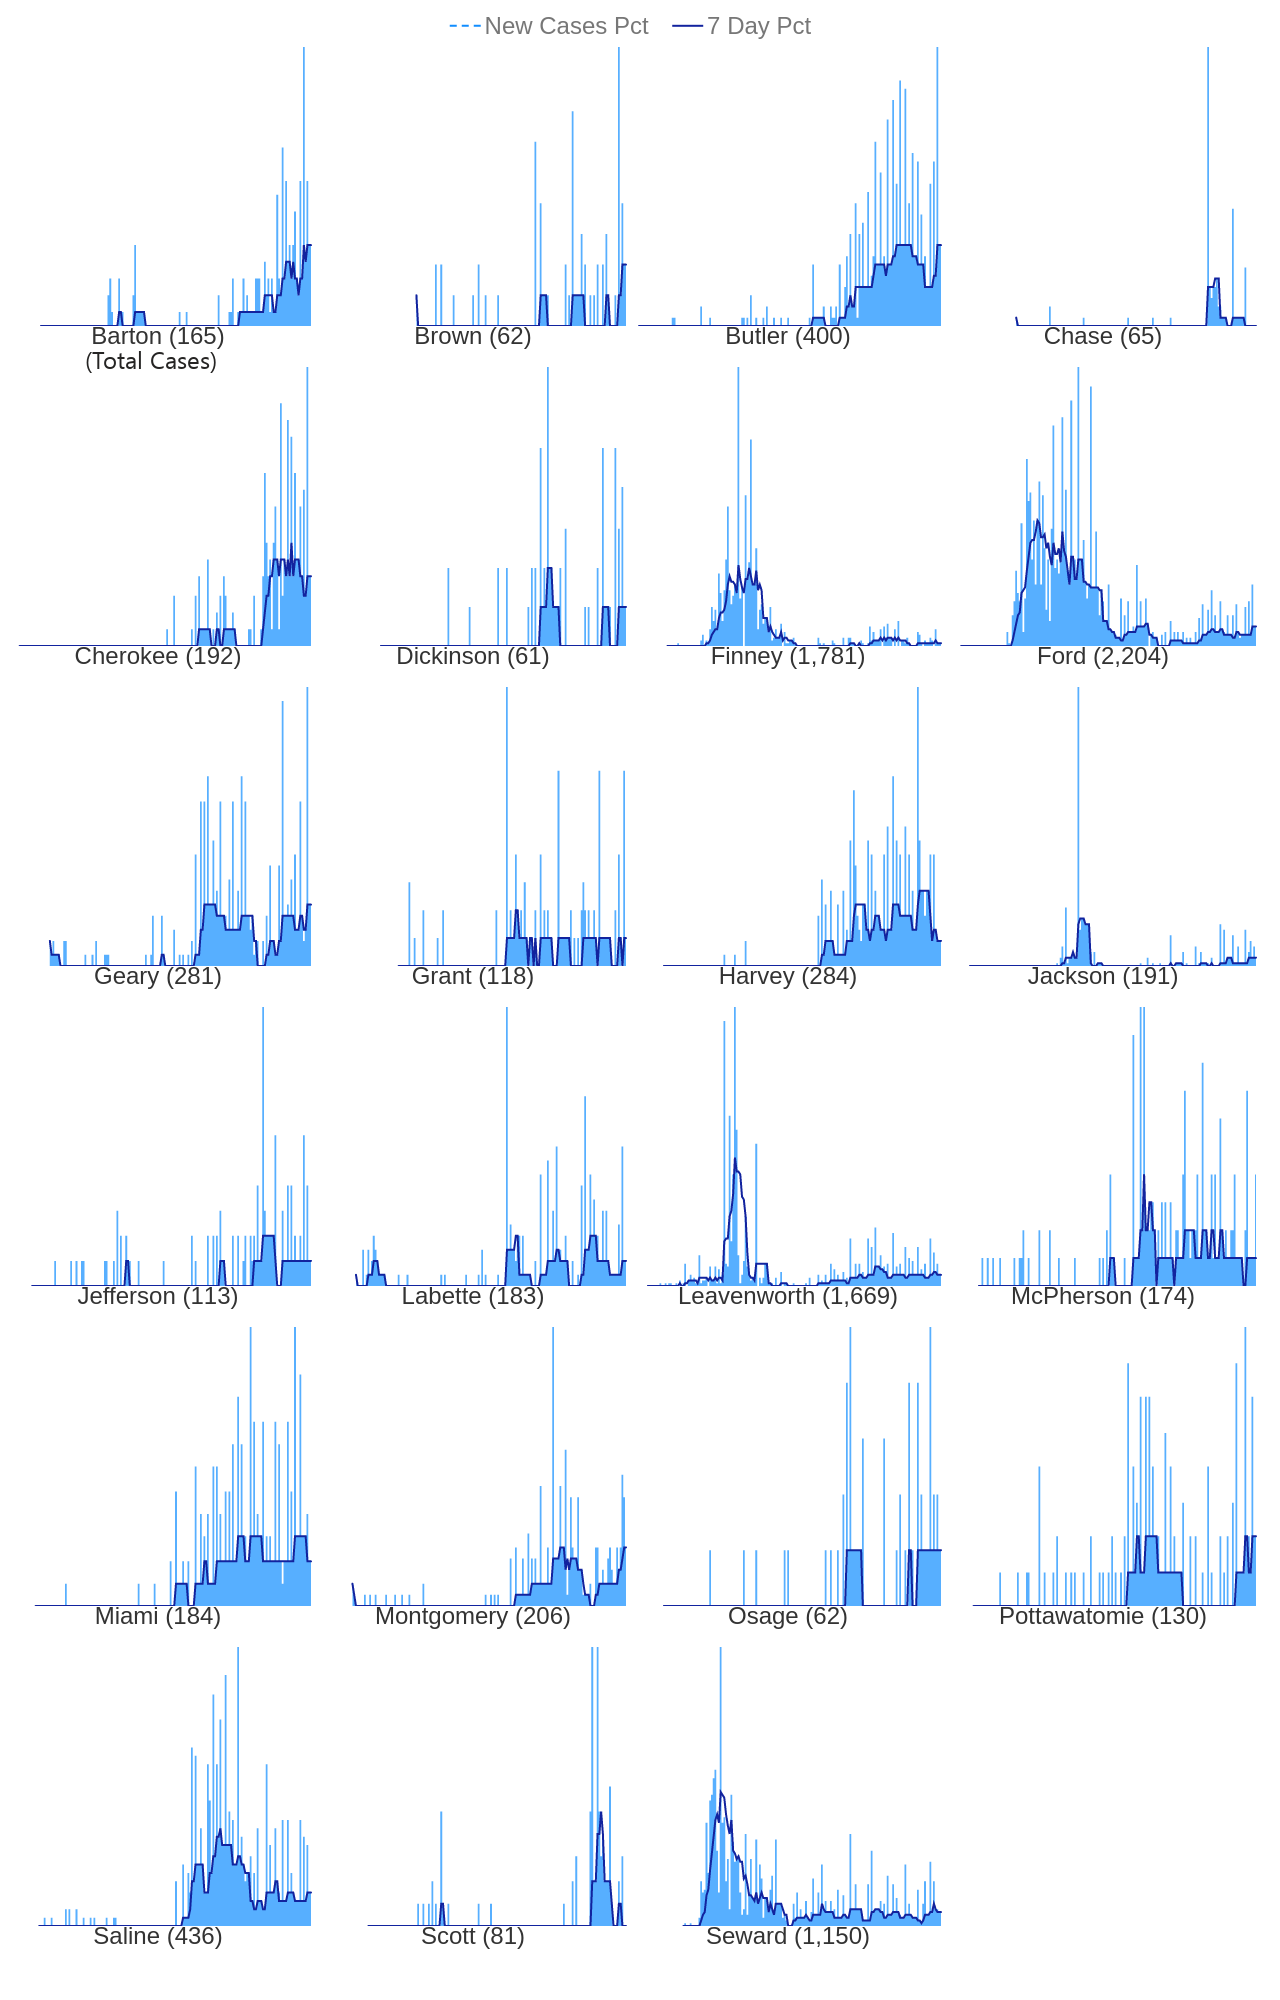 New Cases Pct 7 Day Pct
Barton (165) Brown (62) Butler (400) Chase (65)
(Total Cases)
Cherokee (192) Dickinson (61) Finney (1,781) Ford (2,204)
Geary (281) Grant (118) Harvey (284) Jackson (191)
Jefferson (113) Labette (183) Leavenworth (1,669) McPherson (174)
Miami (184) Montgomery (206) Osage (62) Pottawatomie (130)
Saline (436) Scott (81) Seward (1,150)